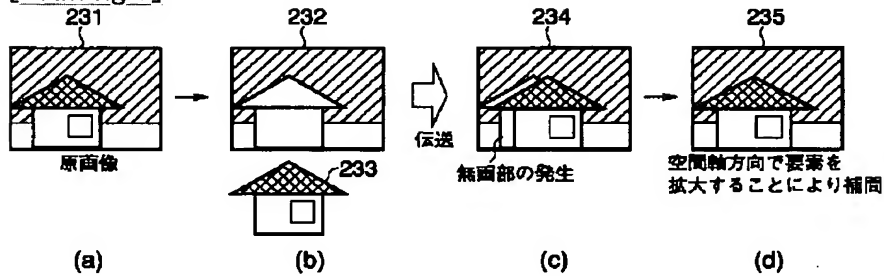 231
232
234
235
伝送
233
原画像
無画部の発生
空間軸方向で要素を
拡大することにより補間
(a)
(b)
(c)
(d)